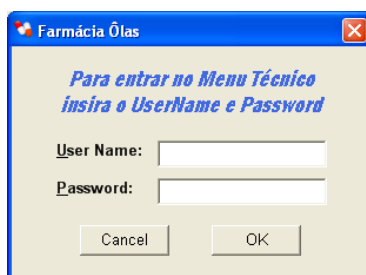 Farmácia Ôlas
Para entrar no Menu Técnico
insira o UserName e Password
User Name:
Password:
Cancel OK